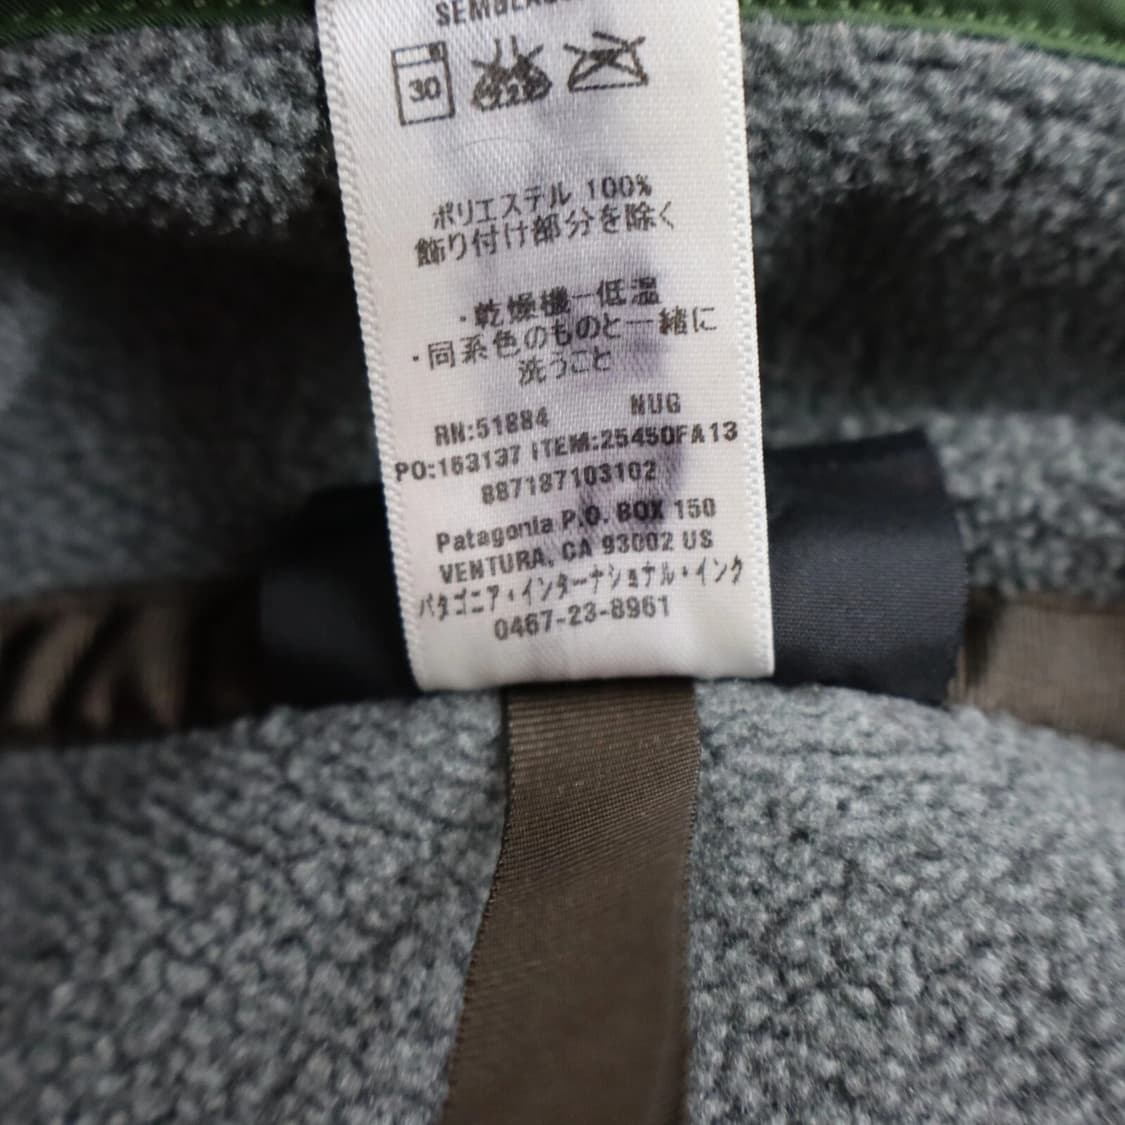 30
ポリエステル 100%
飾り付け部分を除く
・乾燥機ー低温
・同系色のものと一緒に
洗うこと
RN:51884 NUG
PO:163137 ITEM:25450FA13
887187103102
Patagonia P.O. BOX 150
VENTURA, CA 93002 US
パタゴニア・インターナショナル・インク
0467-23-8961